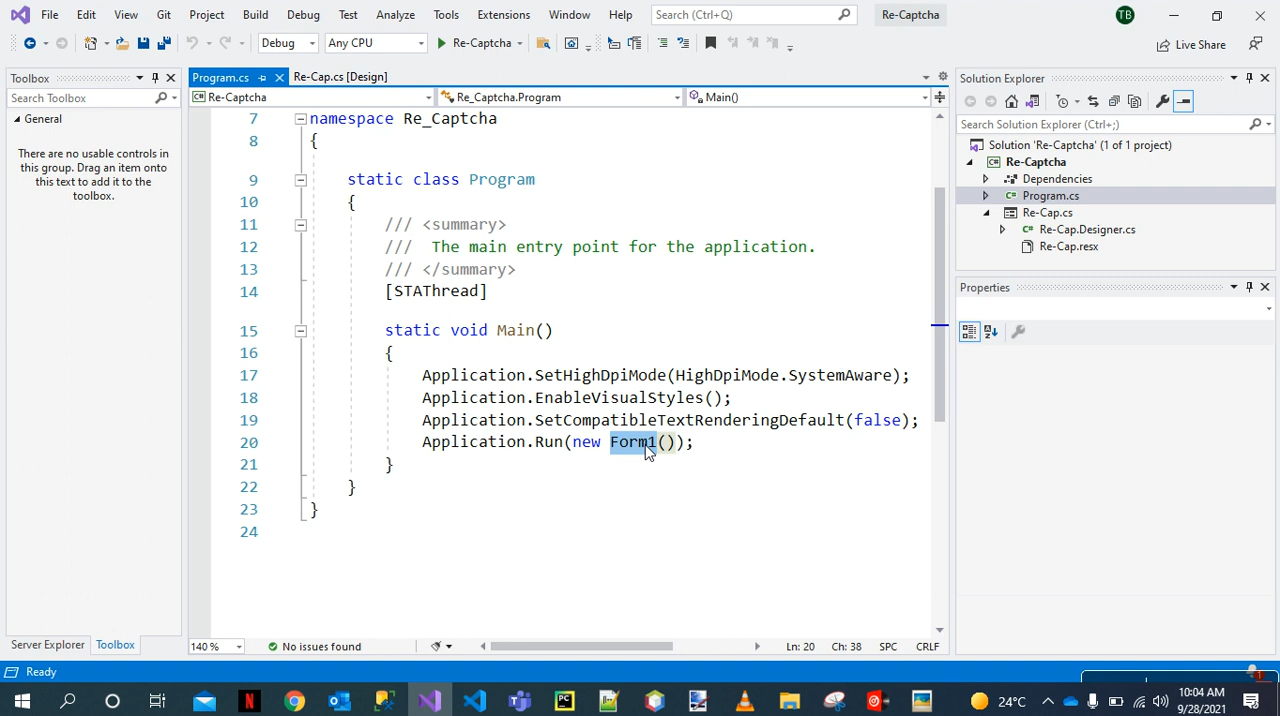 File Edit View Git Project Build Debug Test Analyze Tools Extensions Window Help Search (Ctrl+Q) Re-Captcha TB
Debug Any CPU Re-Captcha Live Share
Toolbox
Search Toolbox
General
There are no usable controls in
this group. Drag an item onto
this text to add it to the
toolbox.
Server Explorer Toolbox
Program.cs Re-Cap.cs [Design]
Re-Captcha Re_Captcha.Program Main()
7 namespace Re_Captcha
8 {
9 static class Program
10 {
11 /// <summary>
12 /// The main entry point for the application.
13 /// </summary>
14 [STAThread]
15 static void Main()
16 {
17 Application.SetHighDpiMode(HighDpiMode.SystemAware);
18 Application.EnableVisualStyles();
19 Application.SetCompatibleTextRenderingDefault(false);
20 Application.Run(new Form1());
21 }
22 }
23 }
24
140 % No issues found Ln: 20 Ch: 38 SPC CRLF
Solution Explorer
Search Solution Explorer (Ctrl+;)
Solution 'Re-Captcha' (1 of 1 project)
Re-Captcha
Dependencies
Program.cs
Re-Cap.cs
Re-Cap.Designer.cs
Re-Cap.resx
Properties
Ready
24°C
10:04 AM
9/28/2021